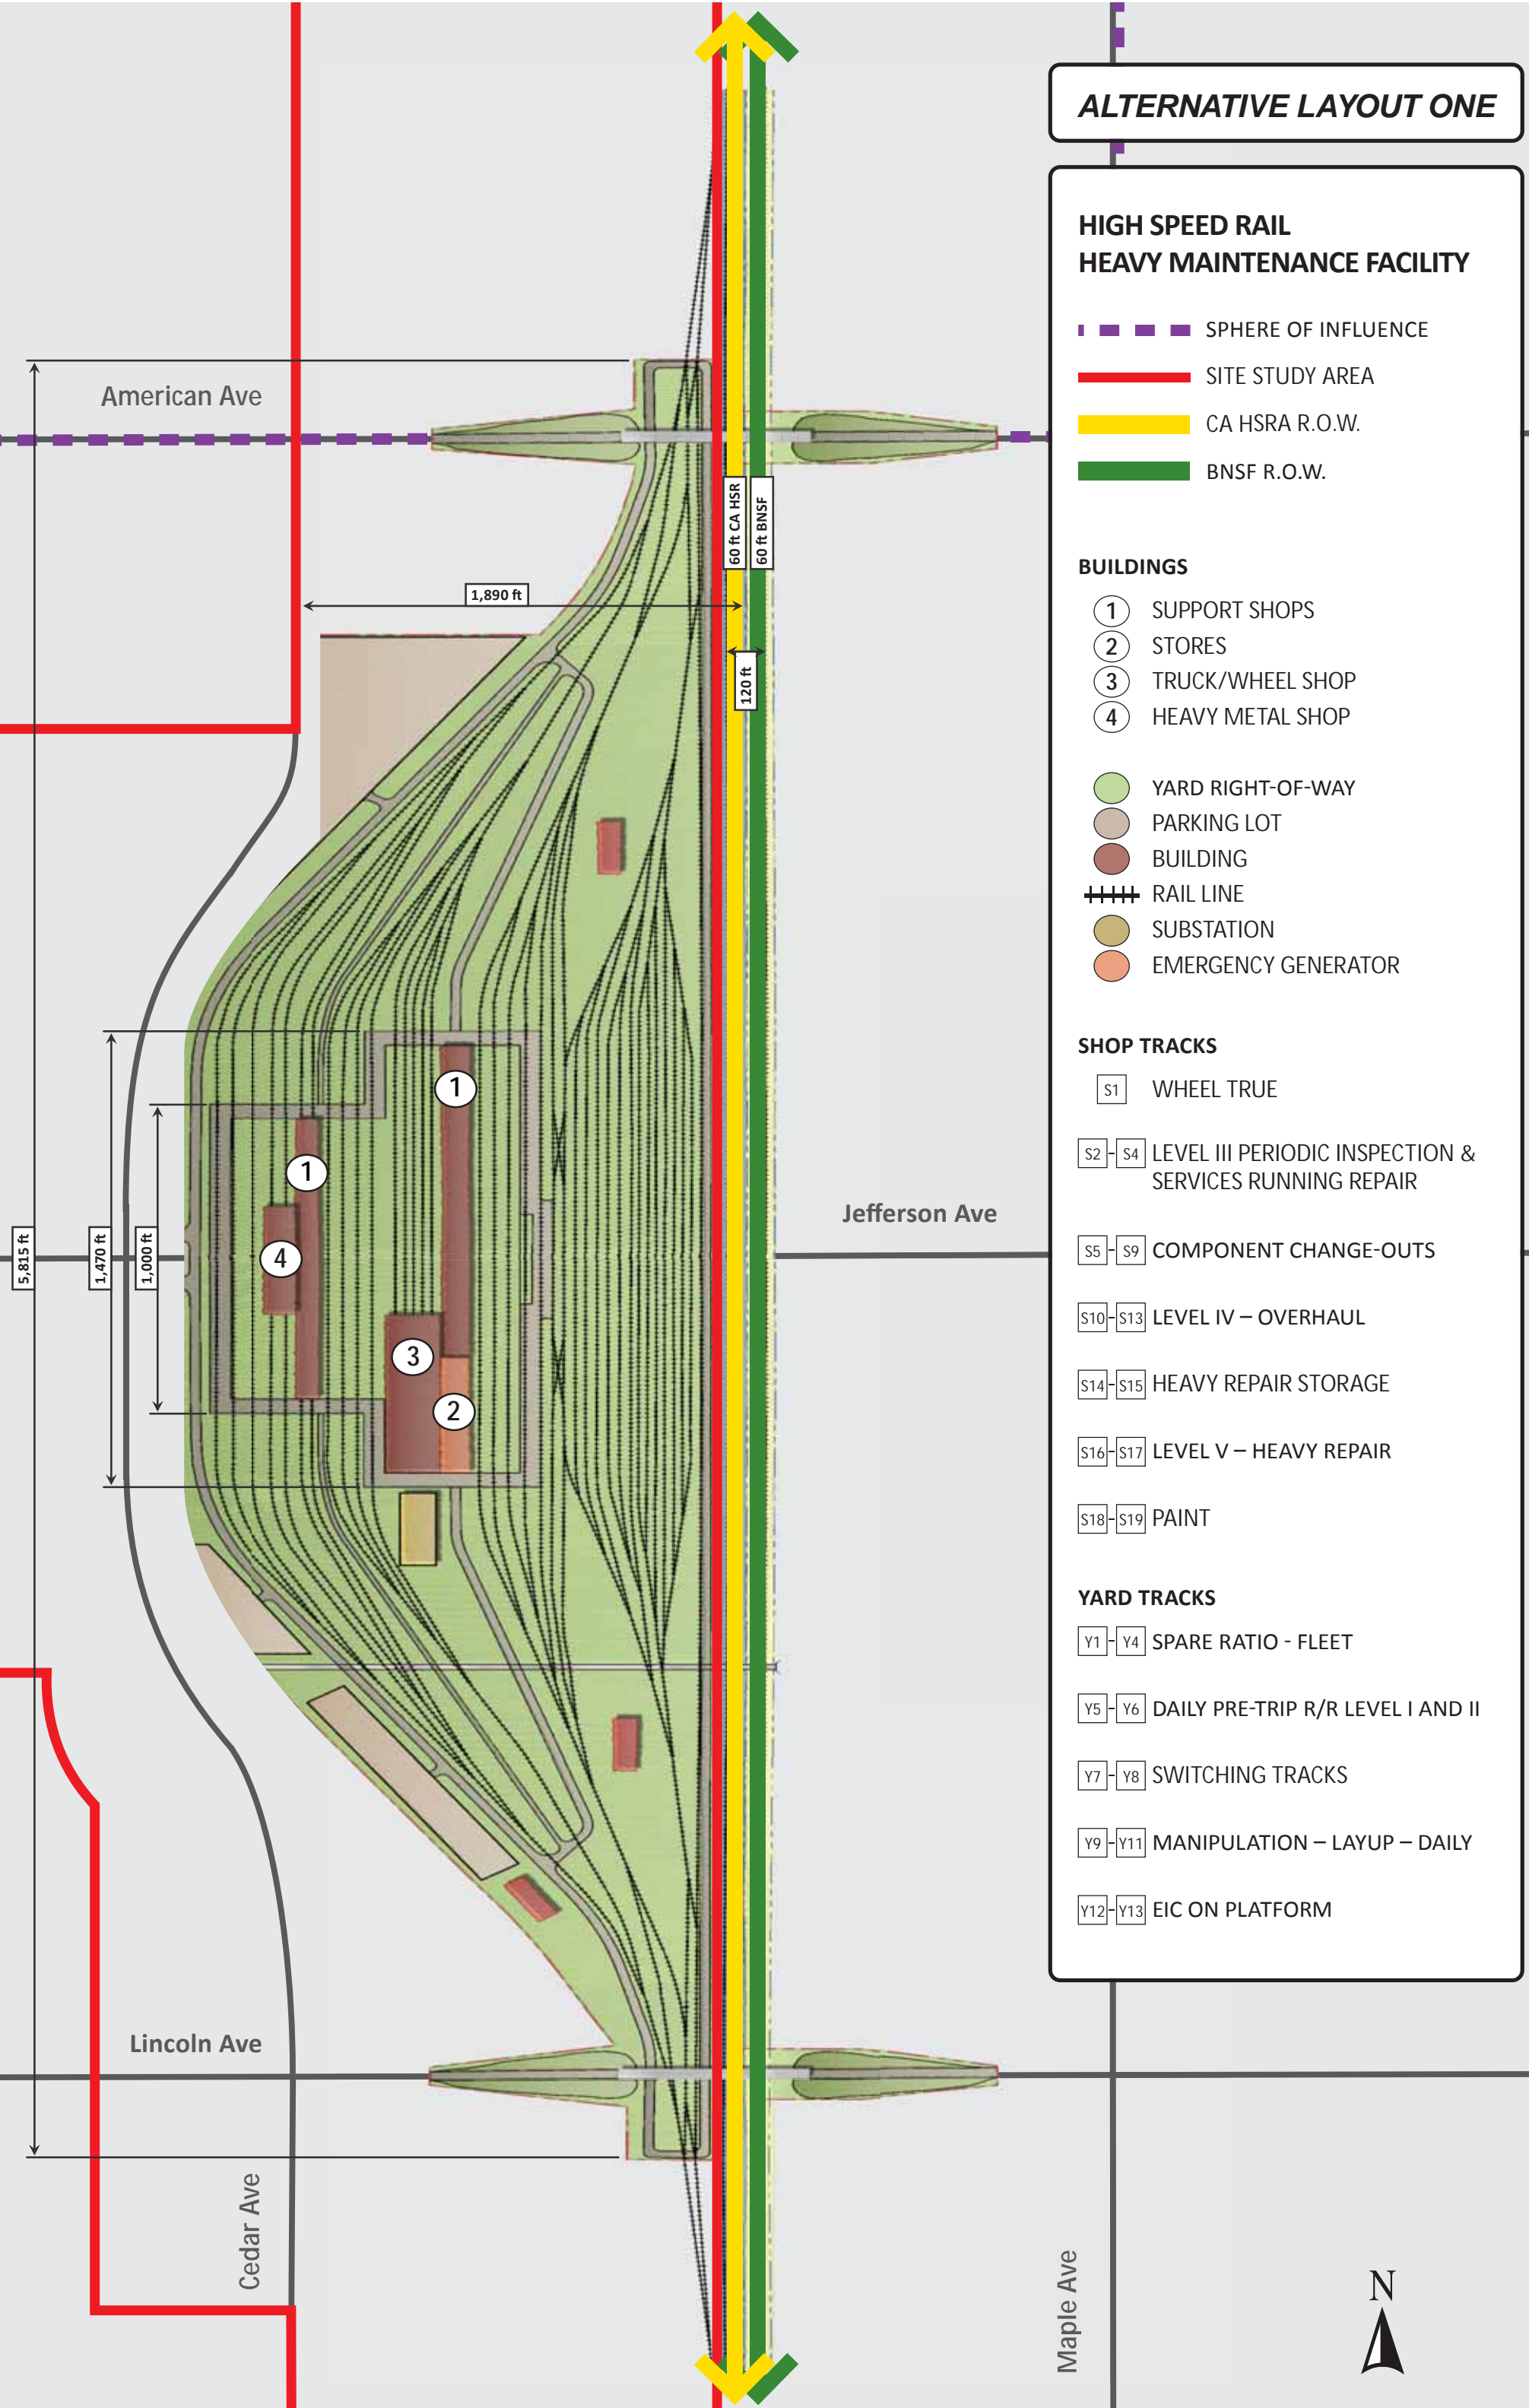 ALTERNATIVE LAYOUT ONE
HIGH SPEED RAIL
HEAVY MAINTENANCE FACILITY
SPHERE OF INFLUENCE
SITE STUDY AREA
CA HSRA R.O.W.
BNSF R.O.W.
BUILDINGS
1 SUPPORT SHOPS
2 STORES
3 TRUCK/WHEEL SHOP
4 HEAVY METAL SHOP
YARD RIGHT-OF-WAY
PARKING LOT
BUILDING
RAIL LINE
SUBSTATION
EMERGENCY GENERATOR
SHOP TRACKS
S1 WHEEL TRUE
S2-S4 LEVEL III PERIODIC INSPECTION &
SERVICES RUNNING REPAIR
S5-S9 COMPONENT CHANGE-OUTS
S10-S13 LEVEL IV – OVERHAUL
S14-S15 HEAVY REPAIR STORAGE
S16-S17 LEVEL V – HEAVY REPAIR
S18-S19 PAINT
YARD TRACKS
Y1-Y4 SPARE RATIO - FLEET
Y5-Y6 DAILY PRE-TRIP R/R LEVEL I AND II
Y7-Y8 SWITCHING TRACKS
Y9-Y11 MANIPULATION – LAYUP – DAILY
Y12-Y13 EIC ON PLATFORM
American Ave
60 ft CA HSR
60 ft BNSF
1,890 ft
120 ft
1
1
Jefferson Ave
5,815 ft
1,470 ft
1,000 ft
4
3
2
Lincoln Ave
Cedar Ave
Maple Ave
N